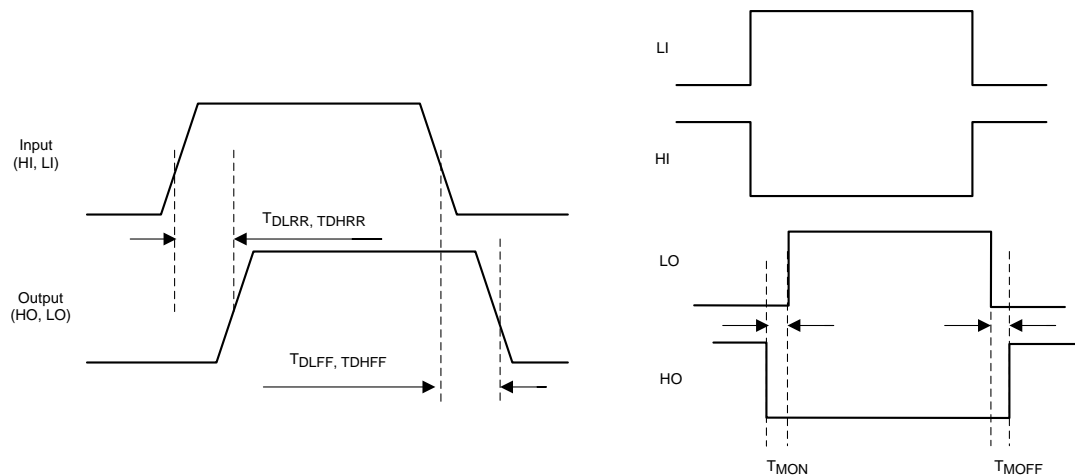 Input
(HI, LI)
TDLRR, TDHRR
Output
(HO, LO)
TDLFF, TDHFF
LI
HI
LO
HO
TMON
TMOFF